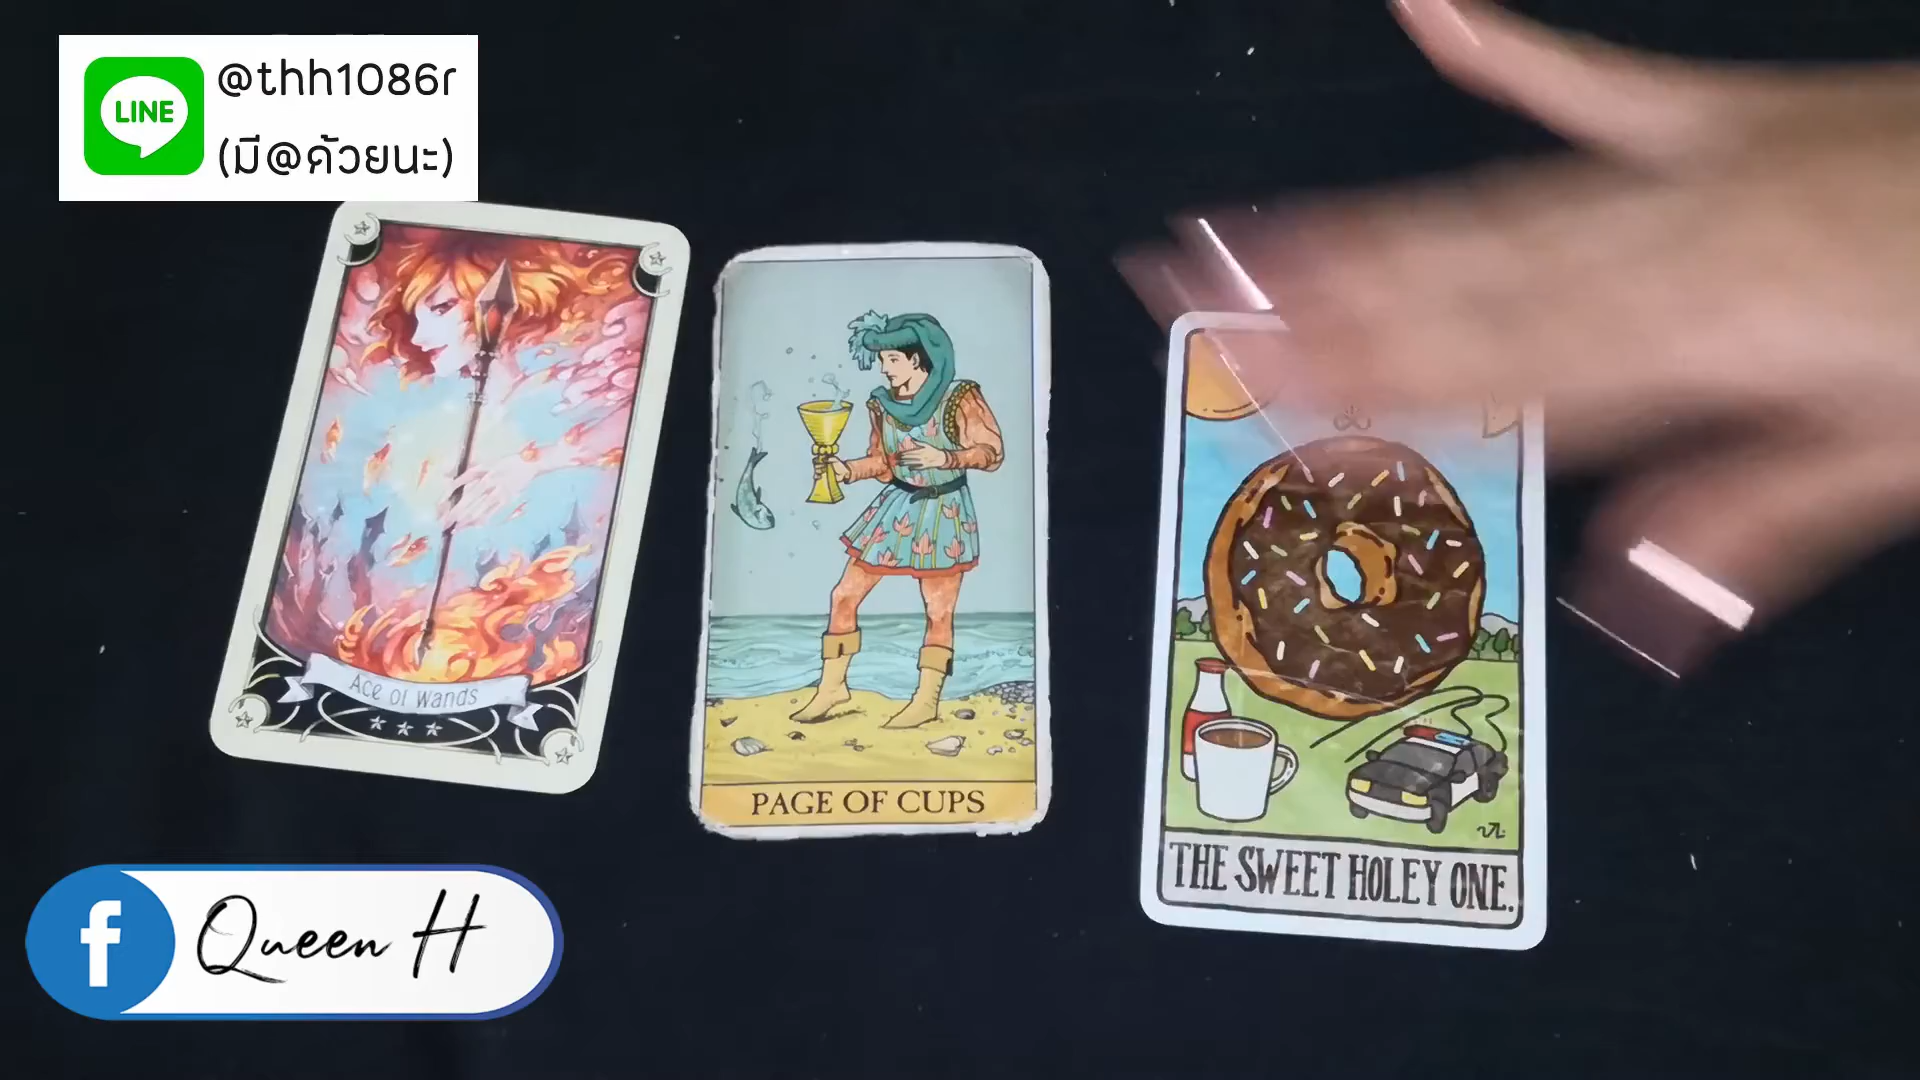 LINE
@thh1086r
(มี@ด้วยนะ)
Ace of Wands
PAGE OF CUPS
THE SWEET HOLEY ONE.
f
Queen H